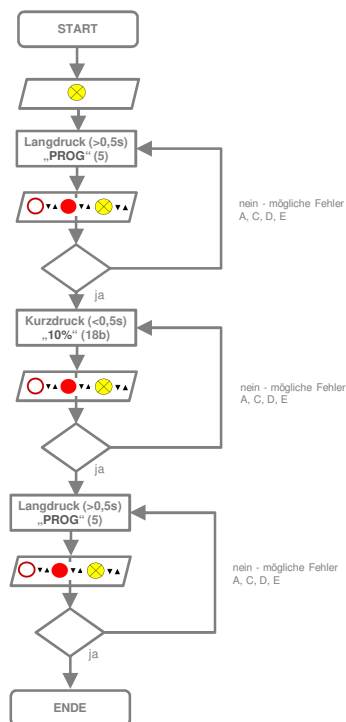 START
Langdruck (>0,5s)
„PROG“ (5)
nein - mögliche Fehler
A, C, D, E
ja
Kurzdruck (<0,5s)
„10%“ (18b)
nein - mögliche Fehler
A, C, D, E
ja
Langdruck (>0,5s)
„PROG“ (5)
nein - mögliche Fehler
A, C, D, E
ja
ENDE